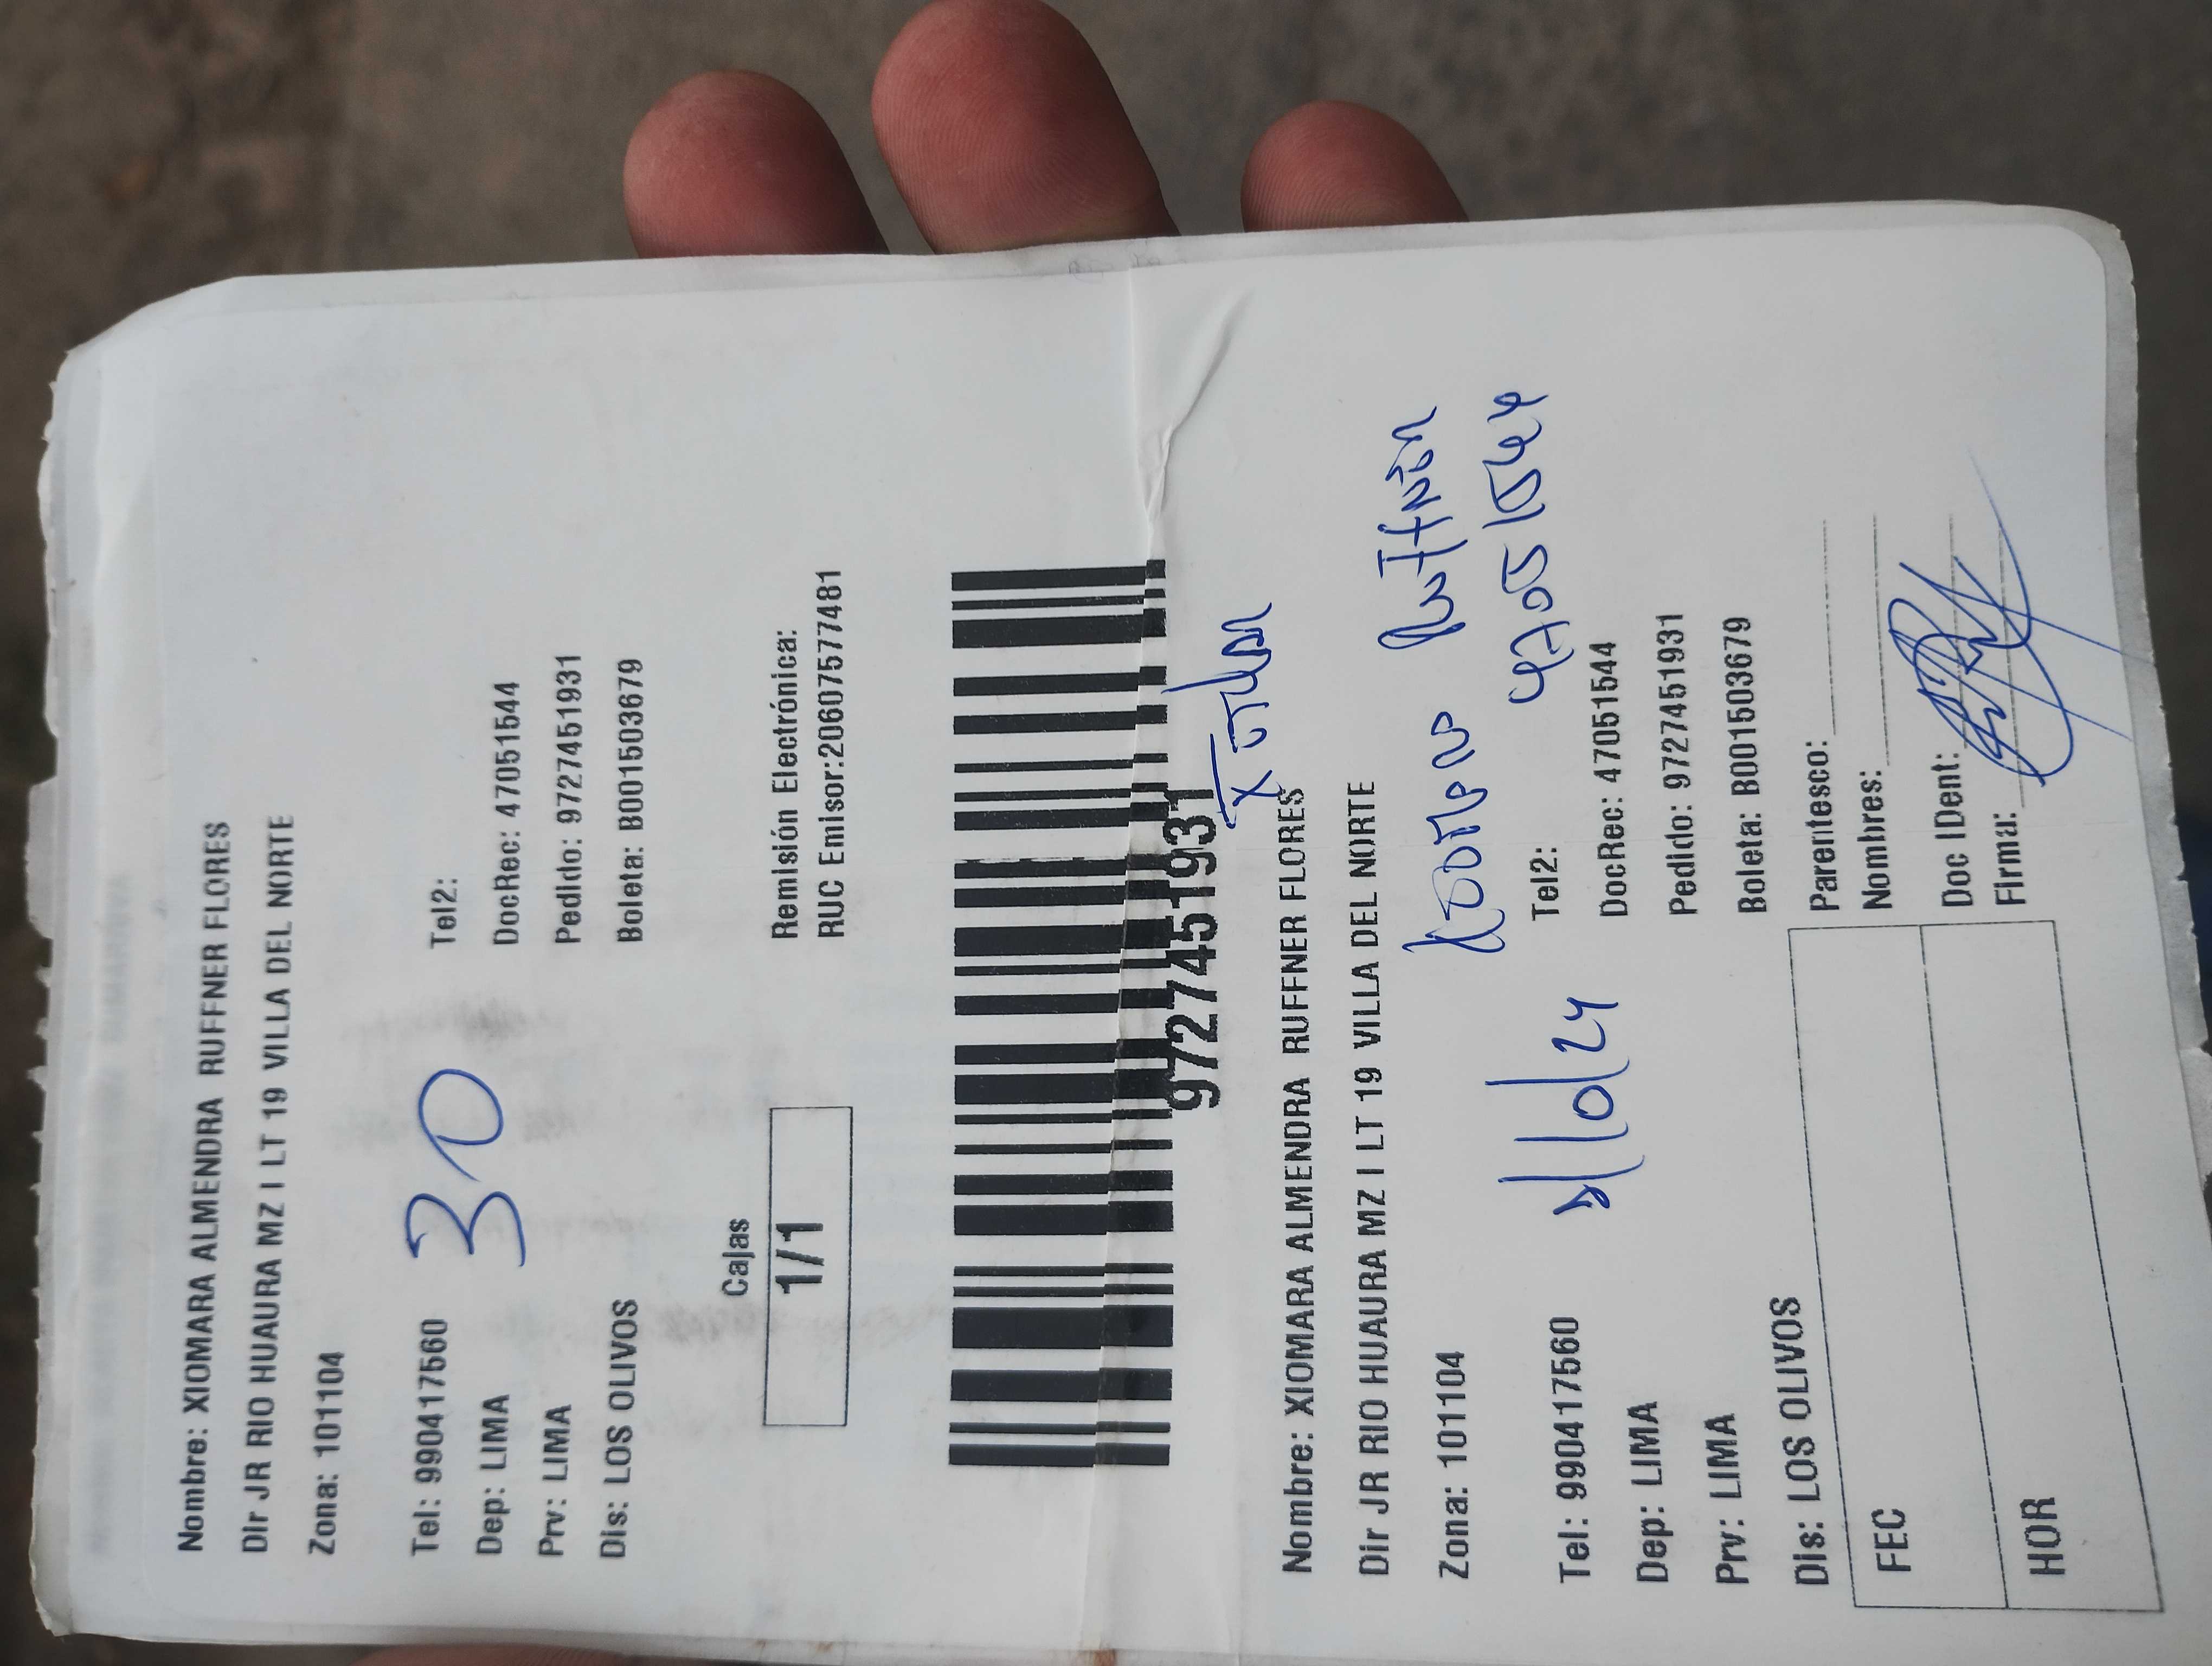 Nombre: XIOMARA ALMENDRA RUFFNER FLORES
Dir JR RIO HUAURA MZ I LT 19 VILLA DEL NORTE
Zona: 101104
Tel: 990417560
30
Tel2:
Dep: LIMA
DocRec: 47051544
Prv: LIMA
Pedido: 9727451931
Dis: LOS OLIVOS
Boleta: B001503679
Cajas
1/1
Remisión Electrónica:
RUC Emisor:20607577481
9727451931
Nombre: XIOMARA ALMENDRA RUFFNER FLORES
Dir JR RIO HUAURA MZ I LT 19 VILLA DEL NORTE
Ruffner
Zona: 101104
47051544
Tel: 990417560
Tel2:
Dep: LIMA
DocRec: 47051544
Prv: LIMA
Pedido: 9727451931
Dis: LOS OLIVOS
Boleta: B001503679
FEC
Parentesco:
Nombres:
HOR
Doc IDent:
Firma: